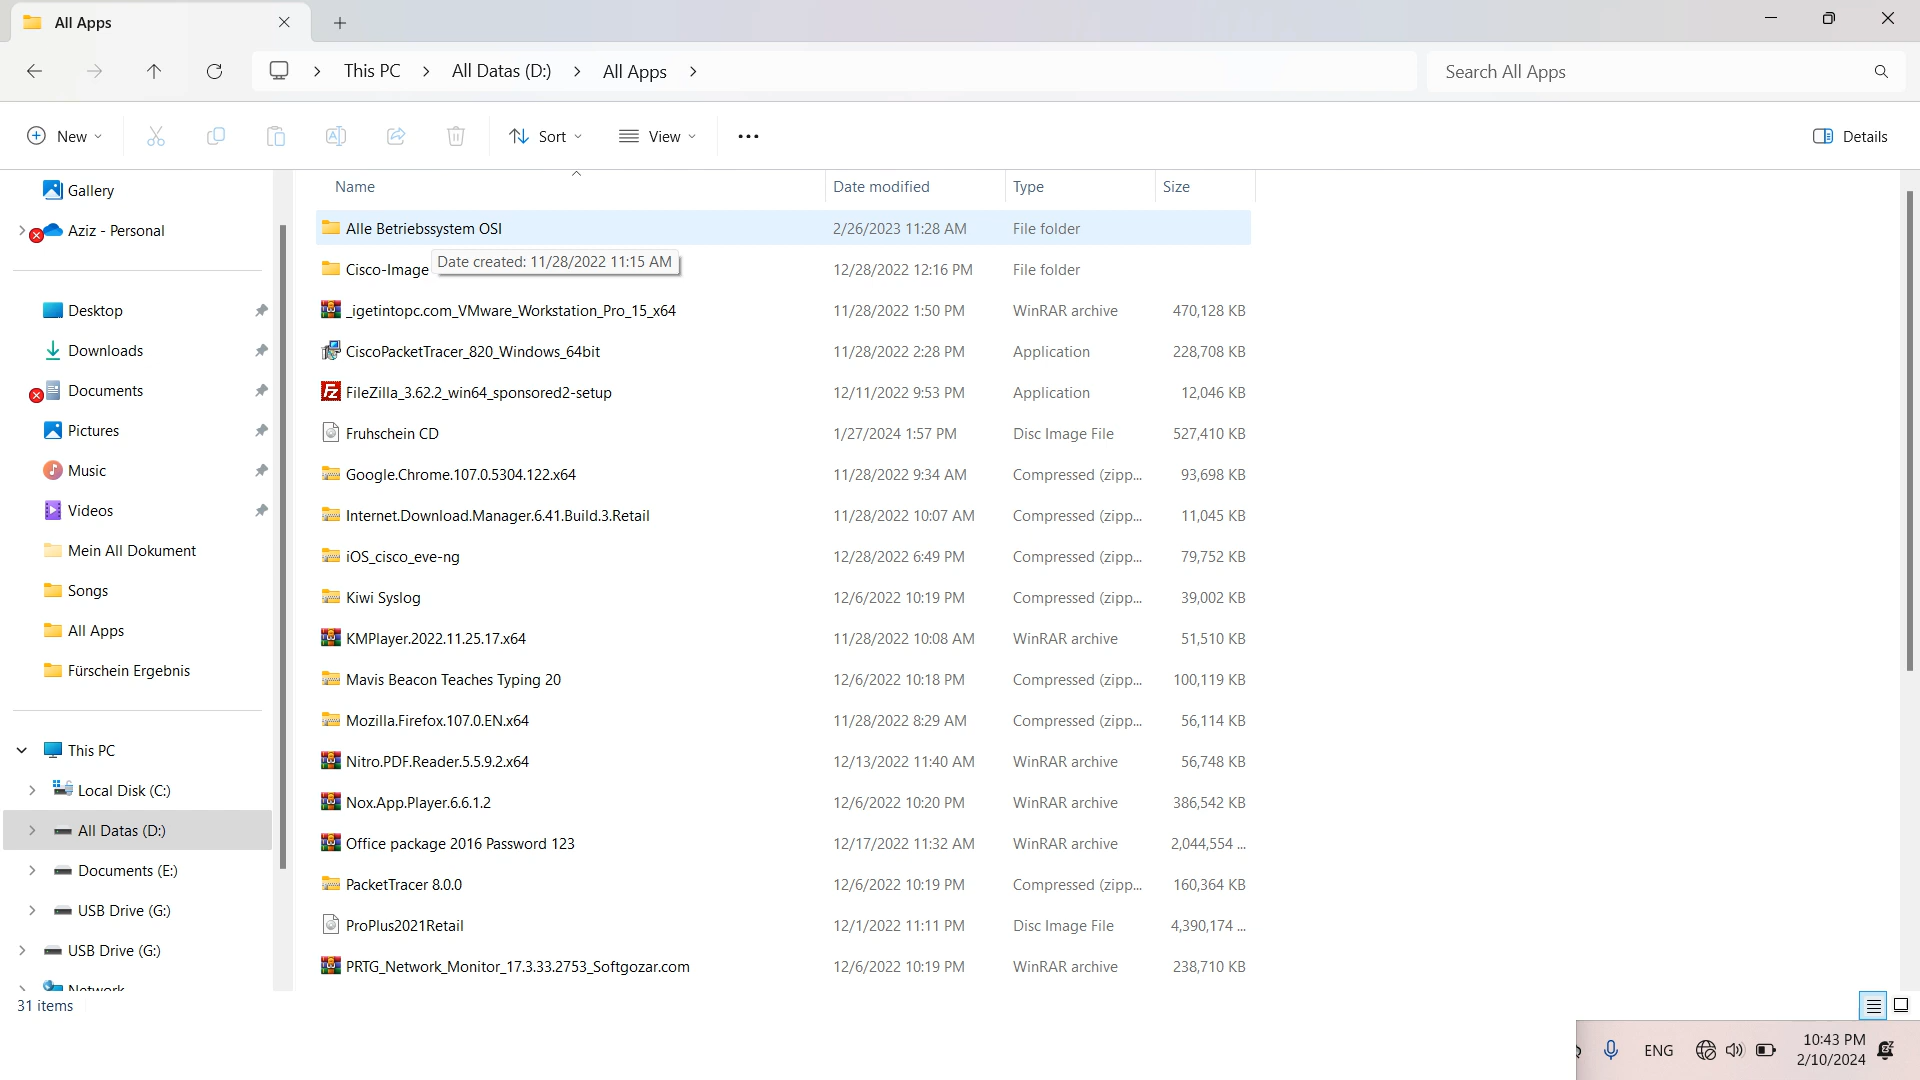 All Apps
This PC > All Datas (D:) > All Apps >
Search All Apps
New
Sort
View
Details
Gallery
Aziz - Personal
Desktop
Downloads
Documents
Pictures
Music
Videos
Mein All Dokument
Songs
All Apps
Fürschein Ergebnis
This PC
Local Disk (C:)
All Datas (D:)
Documents (E:)
USB Drive (G:)
USB Drive (G:)
Network
Name Date modified Type Size
Alle Betriebssystem OSI 2/26/2023 11:28 AM File folder
Date created: 11/28/2022 11:15 AM
Cisco-Image 12/28/2022 12:16 PM File folder
_igetintopc.com_VMware_Workstation_Pro_15_x64 11/28/2022 1:50 PM WinRAR archive 470,128 KB
CiscoPacketTracer_820_Windows_64bit 11/28/2022 2:28 PM Application 228,708 KB
FileZilla_3.62.2_win64_sponsored2-setup 12/11/2022 9:53 PM Application 12,046 KB
Fruhschein CD 1/27/2024 1:57 PM Disc Image File 527,410 KB
Google.Chrome.107.0.5304.122.x64 11/28/2022 9:34 AM Compressed (zipp... 93,698 KB
Internet.Download.Manager.6.41.Build.3.Retail 11/28/2022 10:07 AM Compressed (zipp... 11,045 KB
iOS_cisco_eve-ng 12/28/2022 6:49 PM Compressed (zipp... 79,752 KB
Kiwi Syslog 12/6/2022 10:19 PM Compressed (zipp... 39,002 KB
KMPlayer.2022.11.25.17.x64 11/28/2022 10:08 AM WinRAR archive 51,510 KB
Mavis Beacon Teaches Typing 20 12/6/2022 10:18 PM Compressed (zipp... 100,119 KB
Mozilla.Firefox.107.0.EN.x64 11/28/2022 8:29 AM Compressed (zipp... 56,114 KB
Nitro.PDF.Reader.5.5.9.2.x64 12/13/2022 11:40 AM WinRAR archive 56,748 KB
Nox.App.Player.6.6.1.2 12/6/2022 10:20 PM WinRAR archive 386,542 KB
Office package 2016 Password 123 12/17/2022 11:32 AM WinRAR archive 2,044,554 ...
PacketTracer 8.0.0 12/6/2022 10:19 PM Compressed (zipp... 160,364 KB
ProPlus2021Retail 12/1/2022 11:11 PM Disc Image File 4,390,174 ...
PRTG_Network_Monitor_17.3.33.2753_Softgozar.com 12/6/2022 10:19 PM WinRAR archive 238,710 KB
31 items
ENG
10:43 PM
2/10/2024